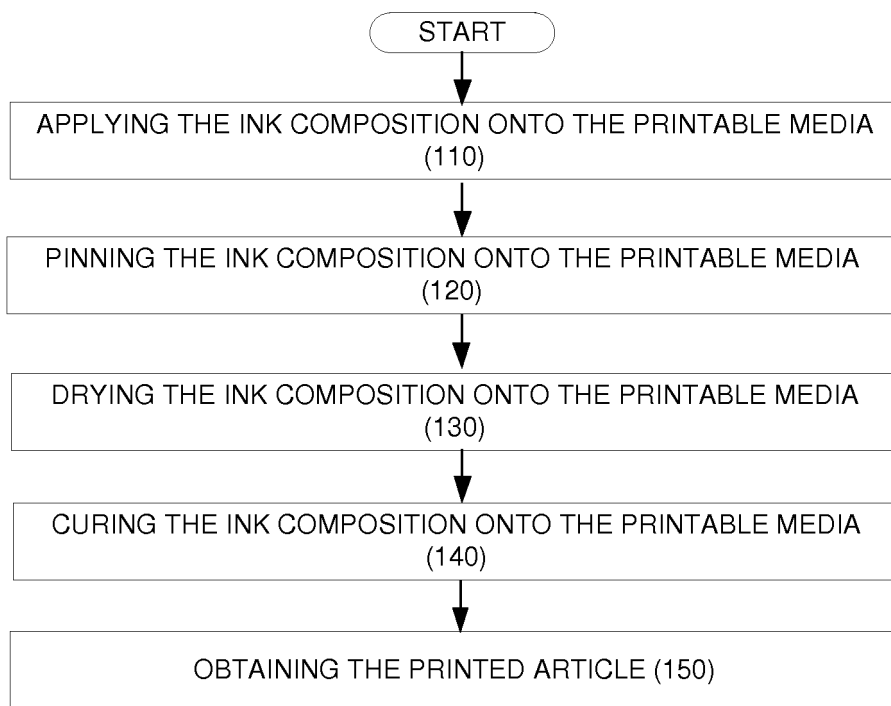 START
APPLYING THE INK COMPOSITION ONTO THE PRINTABLE MEDIA
(110)
PINNING THE INK COMPOSITION ONTO THE PRINTABLE MEDIA
(120)
DRYING THE INK COMPOSITION ONTO THE PRINTABLE MEDIA
(130)
CURING THE INK COMPOSITION ONTO THE PRINTABLE MEDIA
(140)
OBTAINING THE PRINTED ARTICLE (150)